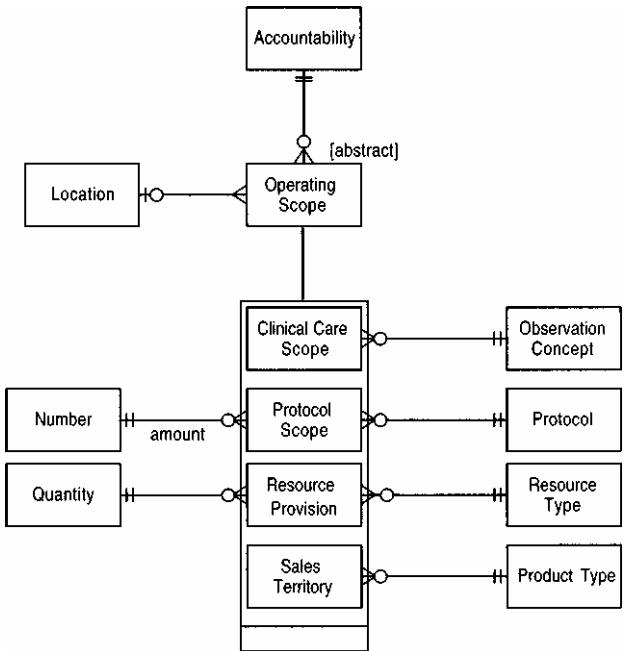 Accountability
[abstract]
Location
Operating
Scope
Clinical Care
Scope
Observation
Concept
Number
amount
Protocol
Scope
Protocol
Quantity
Resource
Provision
Resource
Type
Sales
Territory
Product Type